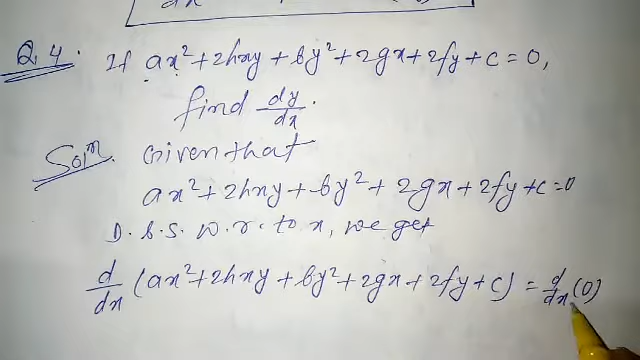 dx
Q.4. If ax²+2hxy+by²+2gx+2fy+c=0,
find dy/dx.
Solⁿ. Given that
ax²+2hxy+by²+2gx+2fy+c=0
D.b.s. w.r. to x, we get
d/dx (ax²+2hxy+by²+2gx+2fy+c) = d/dx (0)